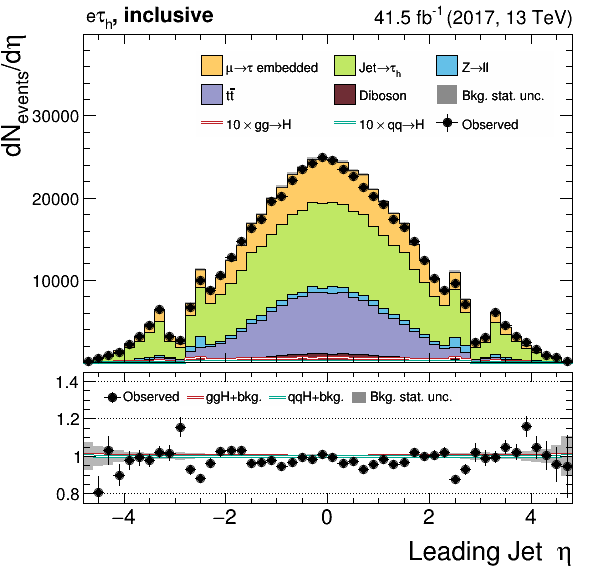 eτh, inclusive
41.5 fb-1 (2017, 13 TeV)
dNevents/dη
μ→τ embedded
Jet→τh
Z→ll
tt̄
Diboson
Bkg. stat. unc.
10 × gg→H
10 × qq→H
Observed
30000
20000
10000
Observed
ggH+bkg.
qqH+bkg.
Bkg. stat. unc.
1.4
1.2
1
0.8
−4
−2
0
2
4
Leading Jet η